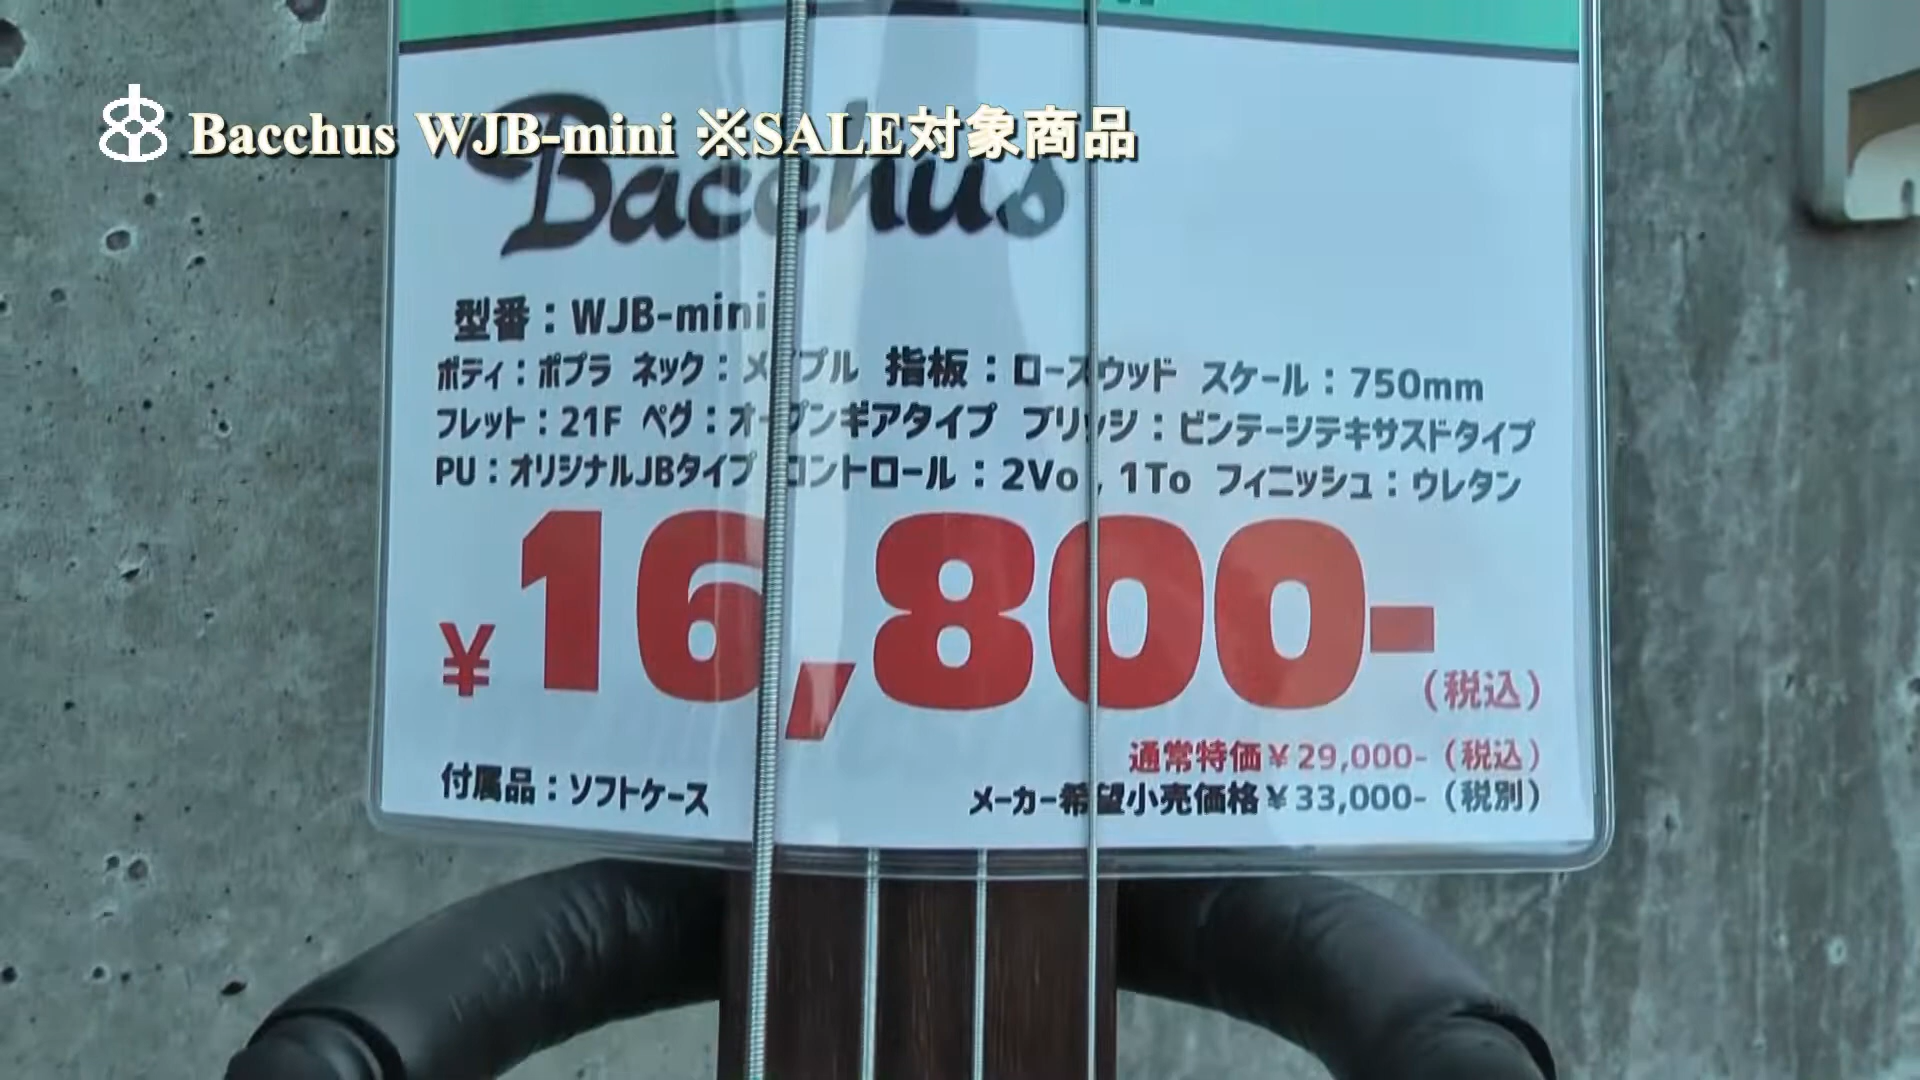 Bacchus WJB-mini ※SALE対象商品
Bacchus
型番：WJB-mini
ボディ：ポプラ ネック：メイプル 指板：ローズウッド スケール：750mm
フレット：21F ペグ：オープンギアタイプ ブリッジ：ビンテージテキサスドタイプ
PU：オリジナルJBタイプ コントロール：2Vo , 1To フィニッシュ：ウレタン
¥16,800-
（税込）
通常特価¥29,000-（税込）
付属品：ソフトケース
メーカー希望小売価格¥33,000-（税別）